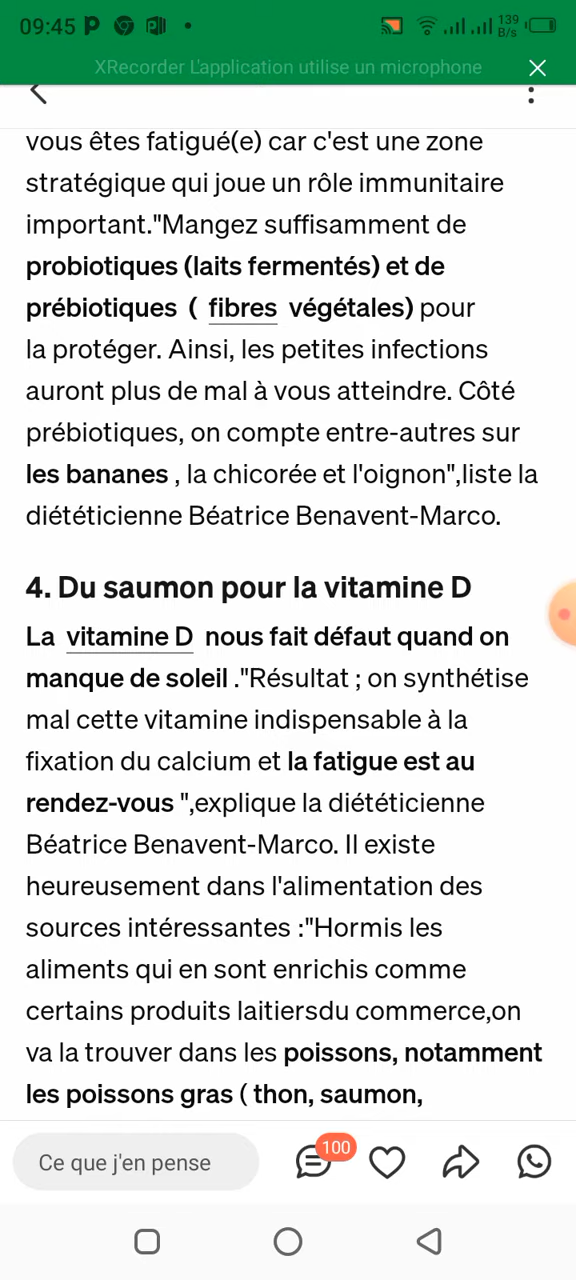 09:45
139
B/s
XRecorder L'application utilise un microphone
vous êtes fatigué(e) car c'est une zone
stratégique qui joue un rôle immunitaire
important."Mangez suffisamment de
probiotiques (laits fermentés) et de
prébiotiques ( fibres végétales) pour
la protéger. Ainsi, les petites infections
auront plus de mal à vous atteindre. Côté
prébiotiques, on compte entre-autres sur
les bananes , la chicorée et l'oignon",liste la
diététicienne Béatrice Benavent-Marco.
4. Du saumon pour la vitamine D
La vitamine D nous fait défaut quand on
manque de soleil ."Résultat ; on synthétise
mal cette vitamine indispensable à la
fixation du calcium et la fatigue est au
rendez-vous ",explique la diététicienne
Béatrice Benavent-Marco. Il existe
heureusement dans l'alimentation des
sources intéressantes :"Hormis les
aliments qui en sont enrichis comme
certains produits laitiersdu commerce,on
va la trouver dans les poissons, notamment
les poissons gras ( thon, saumon,
Ce que j'en pense
100